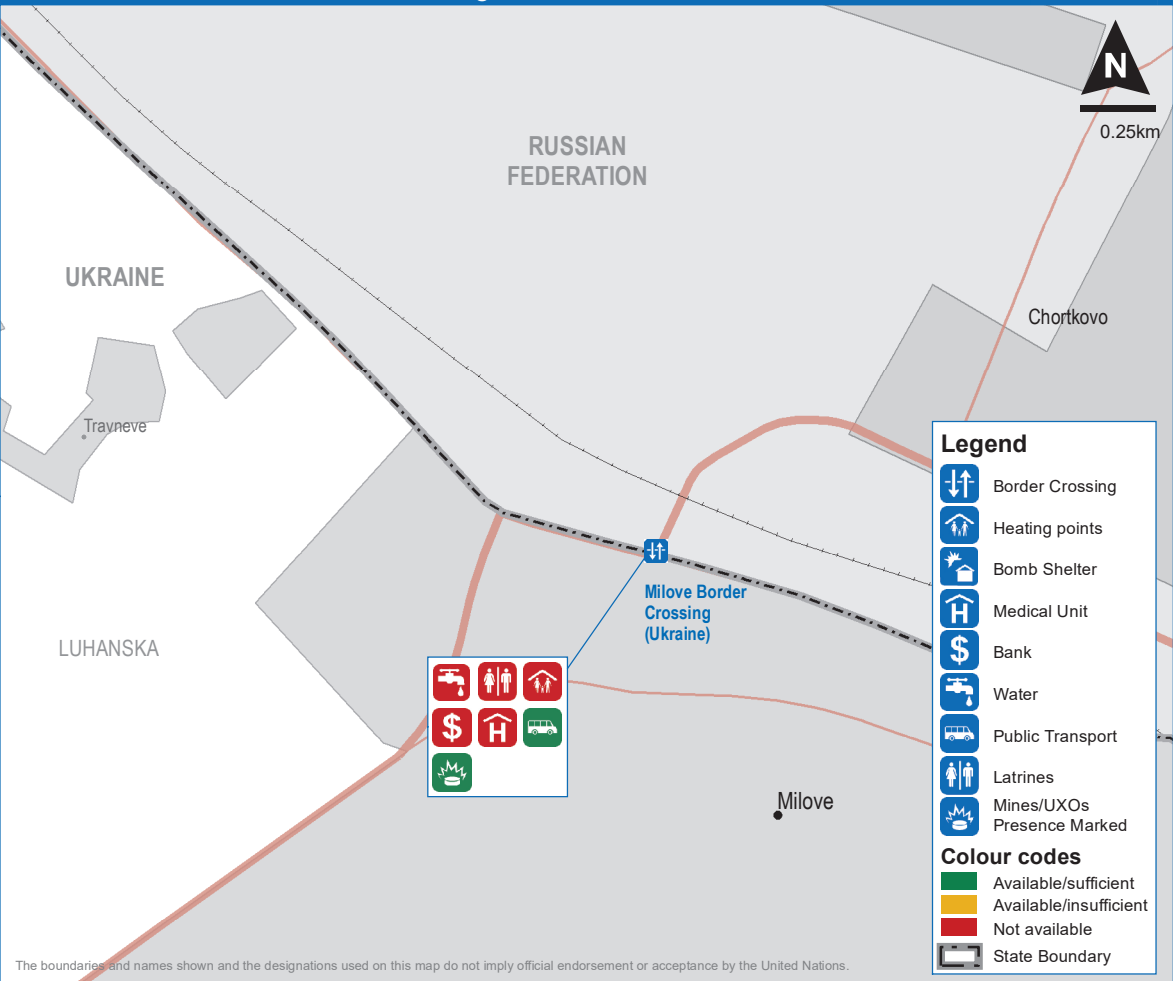 N
0.25km
RUSSIAN
FEDERATION
UKRAINE
Chortkovo
Travneve
Milove Border
Crossing
(Ukraine)
LUHANSKA
$
H
Milove
Legend
Border Crossing
Heating points
Bomb Shelter
H
Medical Unit
$
Bank
Water
Public Transport
Latrines
Mines/UXOs
Presence Marked
Colour codes
Available/sufficient
Available/insufficient
Not available
State Boundary
The boundaries and names shown and the designations used on this map do not imply official endorsement or acceptance by the United Nations.